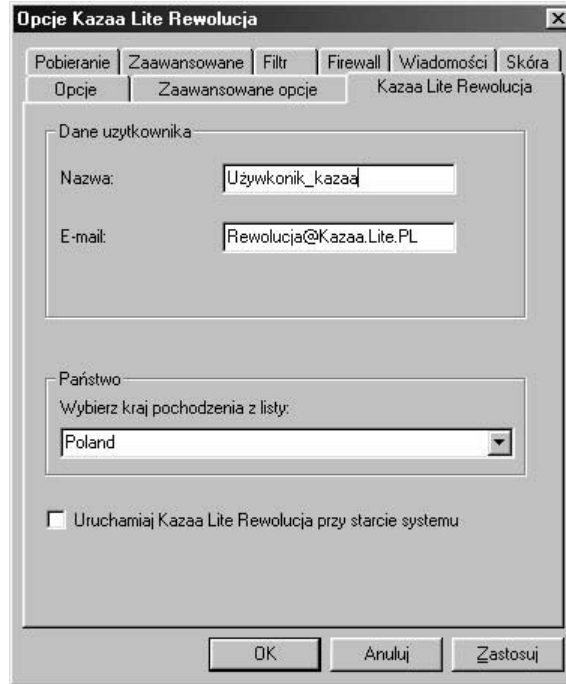 Opcje Kazaa Lite Rewolucja
Pobieranie Zaawansowane Filtr Firewall Wiadomości Skóra
Opcje Zaawansowane opcje Kazaa Lite Rewolucja
Dane uzytkownika
Nazwa: Używkonik_kazaa
E-mail: Rewolucja@Kazaa.Lite.PL
Państwo
Wybierz kraj pochodzenia z listy:
Poland
Uruchamiaj Kazaa Lite Rewolucja przy starcie systemu
OK Anuluj Zastosuj